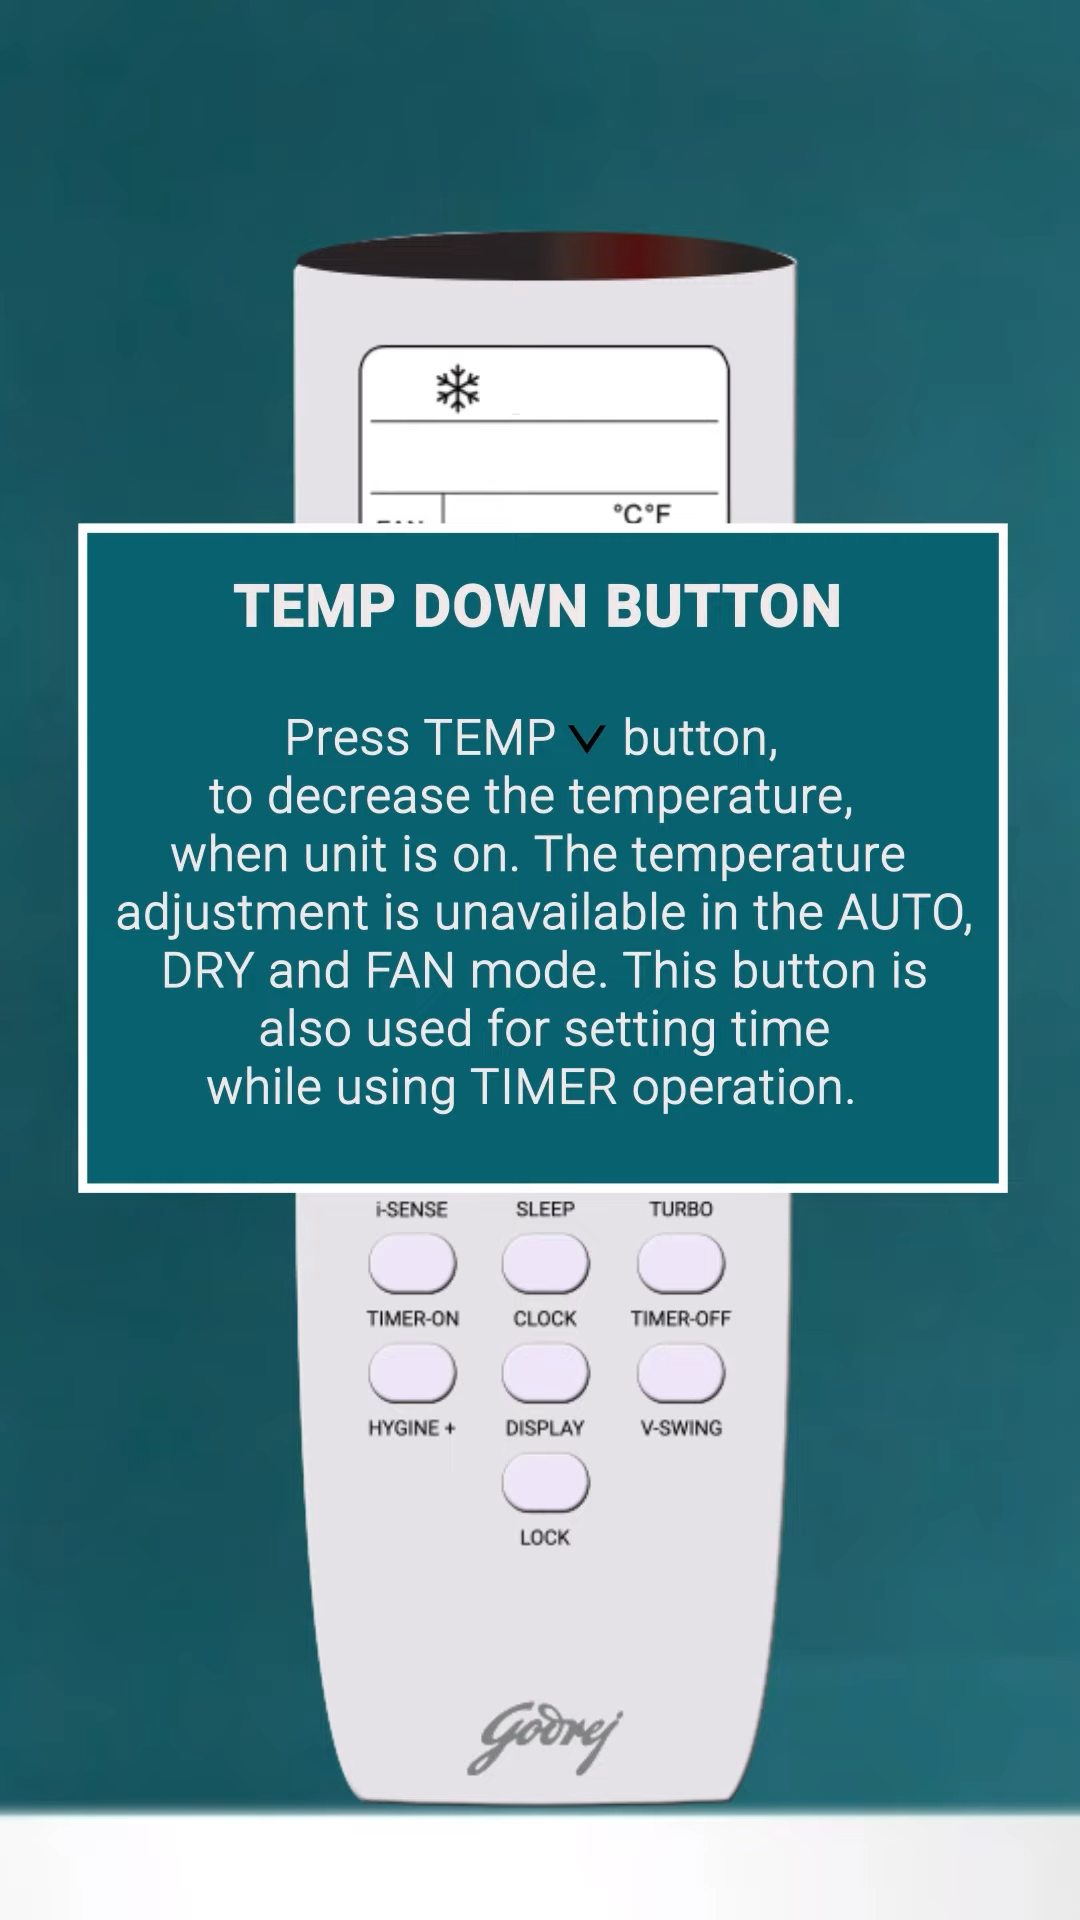 °C°F
FAN
TEMP DOWN BUTTON
Press TEMP button,
to decrease the temperature,
when unit is on. The temperature
adjustment is unavailable in the AUTO,
DRY and FAN mode. This button is
also used for setting time
while using TIMER operation.
i-SENSE SLEEP TURBO
TIMER-ON CLOCK TIMER-OFF
HYGINE + DISPLAY V-SWING
LOCK
Godrej